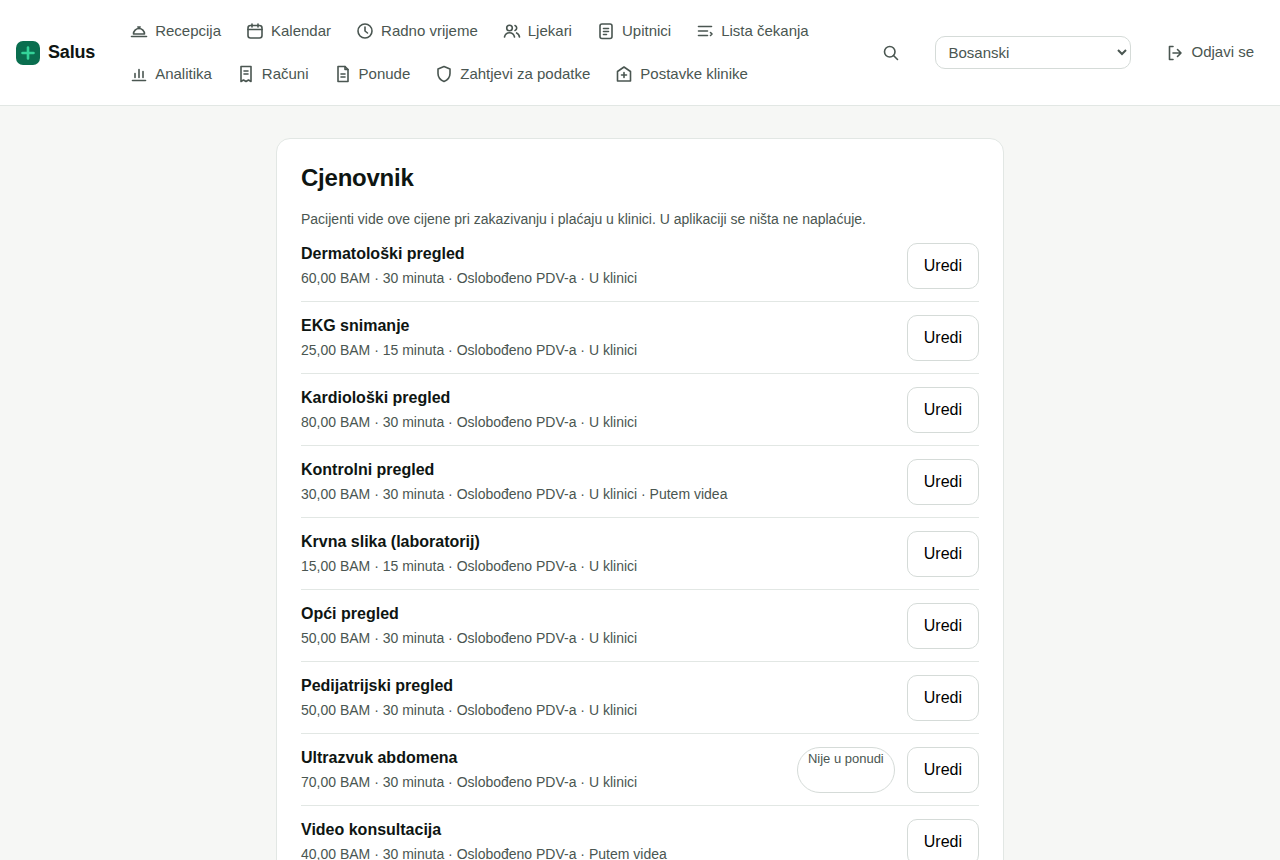 Salus
Recepcija
Kalendar
Radno vrijeme
Ljekari
Upitnici
Lista čekanja
Analitika
Računi
Ponude
Zahtjevi za podatke
Postavke klinike
Bosanski
Odjavi se
Cjenovnik
Pacijenti vide ove cijene pri zakazivanju i plaćaju u klinici. U aplikaciji se ništa ne naplaćuje.
Dermatološki pregled
60,00 BAM · 30 minuta · Oslobođeno PDV-a · U klinici
Uredi
EKG snimanje
25,00 BAM · 15 minuta · Oslobođeno PDV-a · U klinici
Uredi
Kardiološki pregled
80,00 BAM · 30 minuta · Oslobođeno PDV-a · U klinici
Uredi
Kontrolni pregled
30,00 BAM · 30 minuta · Oslobođeno PDV-a · U klinici · Putem videa
Uredi
Krvna slika (laboratorij)
15,00 BAM · 15 minuta · Oslobođeno PDV-a · U klinici
Uredi
Opći pregled
50,00 BAM · 30 minuta · Oslobođeno PDV-a · U klinici
Uredi
Pedijatrijski pregled
50,00 BAM · 30 minuta · Oslobođeno PDV-a · U klinici
Uredi
Ultrazvuk abdomena
70,00 BAM · 30 minuta · Oslobođeno PDV-a · U klinici
Nije u ponudi
Uredi
Video konsultacija
40,00 BAM · 30 minuta · Oslobođeno PDV-a · Putem videa
Uredi